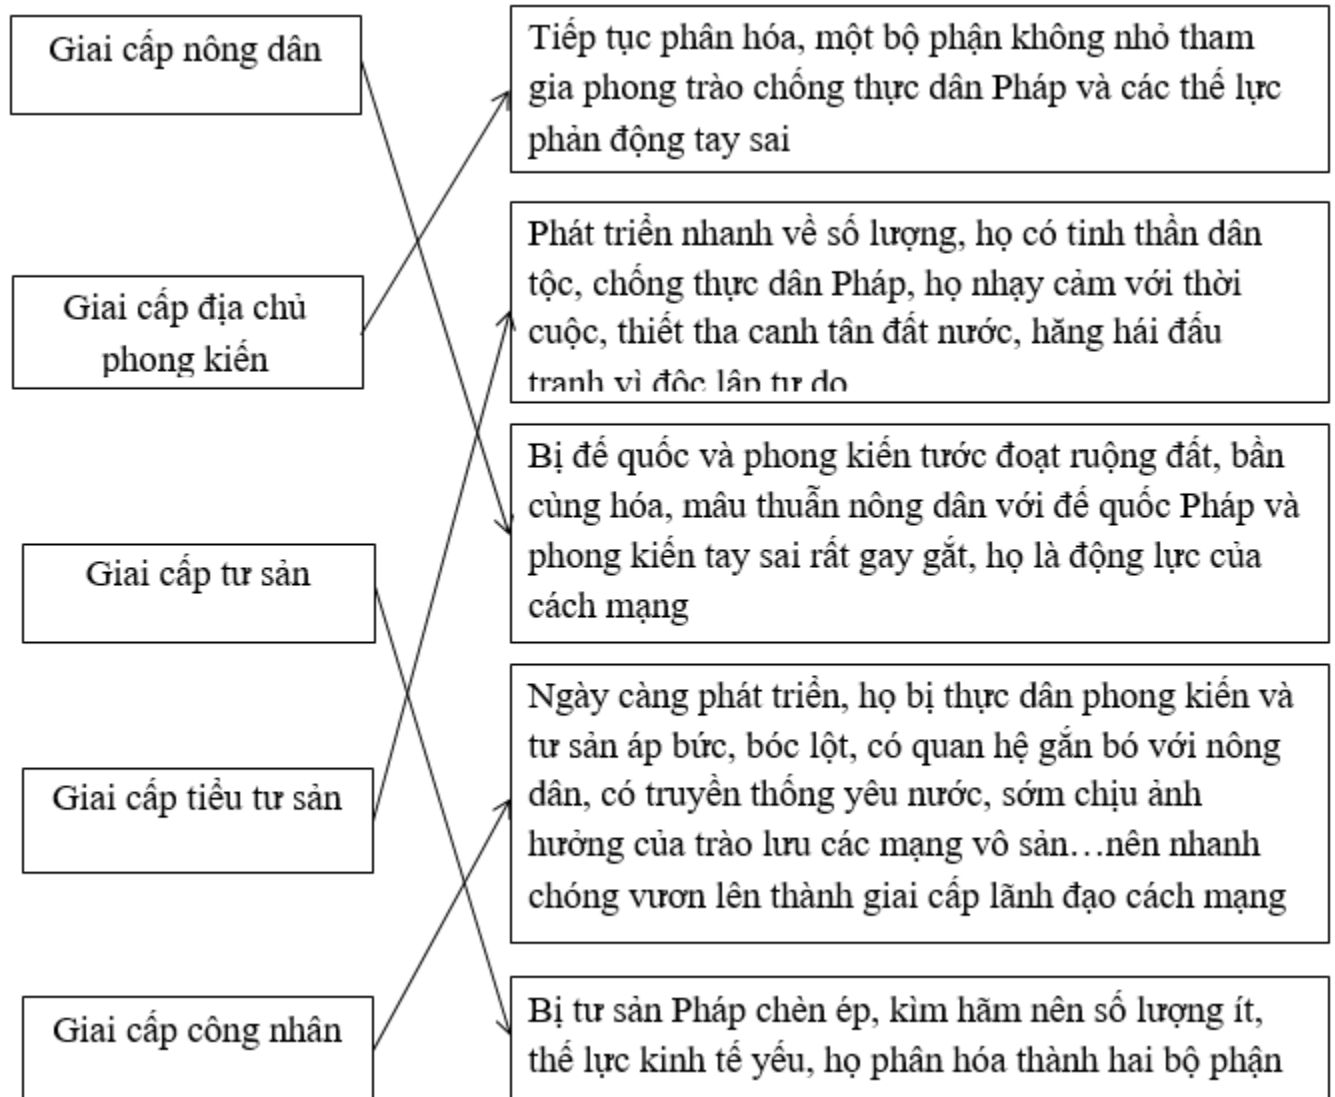 Giai cấp nông dân
Tiếp tục phân hóa, một bộ phận không nhỏ tham
gia phong trào chống thực dân Pháp và các thế lực
phản động tay sai
Giai cấp địa chủ
phong kiến
Phát triển nhanh về số lượng, họ có tinh thần dân
tộc, chống thực dân Pháp, họ nhạy cảm với thời
cuộc, thiết tha canh tân đất nước, hăng hái đấu
tranh vì độc lập tự do
Giai cấp tư sản
Bị đế quốc và phong kiến tước đoạt ruộng đất, bần
cùng hóa, mâu thuẫn nông dân với đế quốc Pháp và
phong kiến tay sai rất gay gắt, họ là động lực của
cách mạng
Giai cấp tiểu tư sản
Ngày càng phát triển, họ bị thực dân phong kiến và
tư sản áp bức, bóc lột, có quan hệ gắn bó với nông
dân, có truyền thống yêu nước, sớm chịu ảnh
hưởng của trào lưu các mạng vô sản…nên nhanh
chóng vươn lên thành giai cấp lãnh đạo cách mạng
Giai cấp công nhân
Bị tư sản Pháp chèn ép, kìm hãm nên số lượng ít,
thế lực kinh tế yếu, họ phân hóa thành hai bộ phận